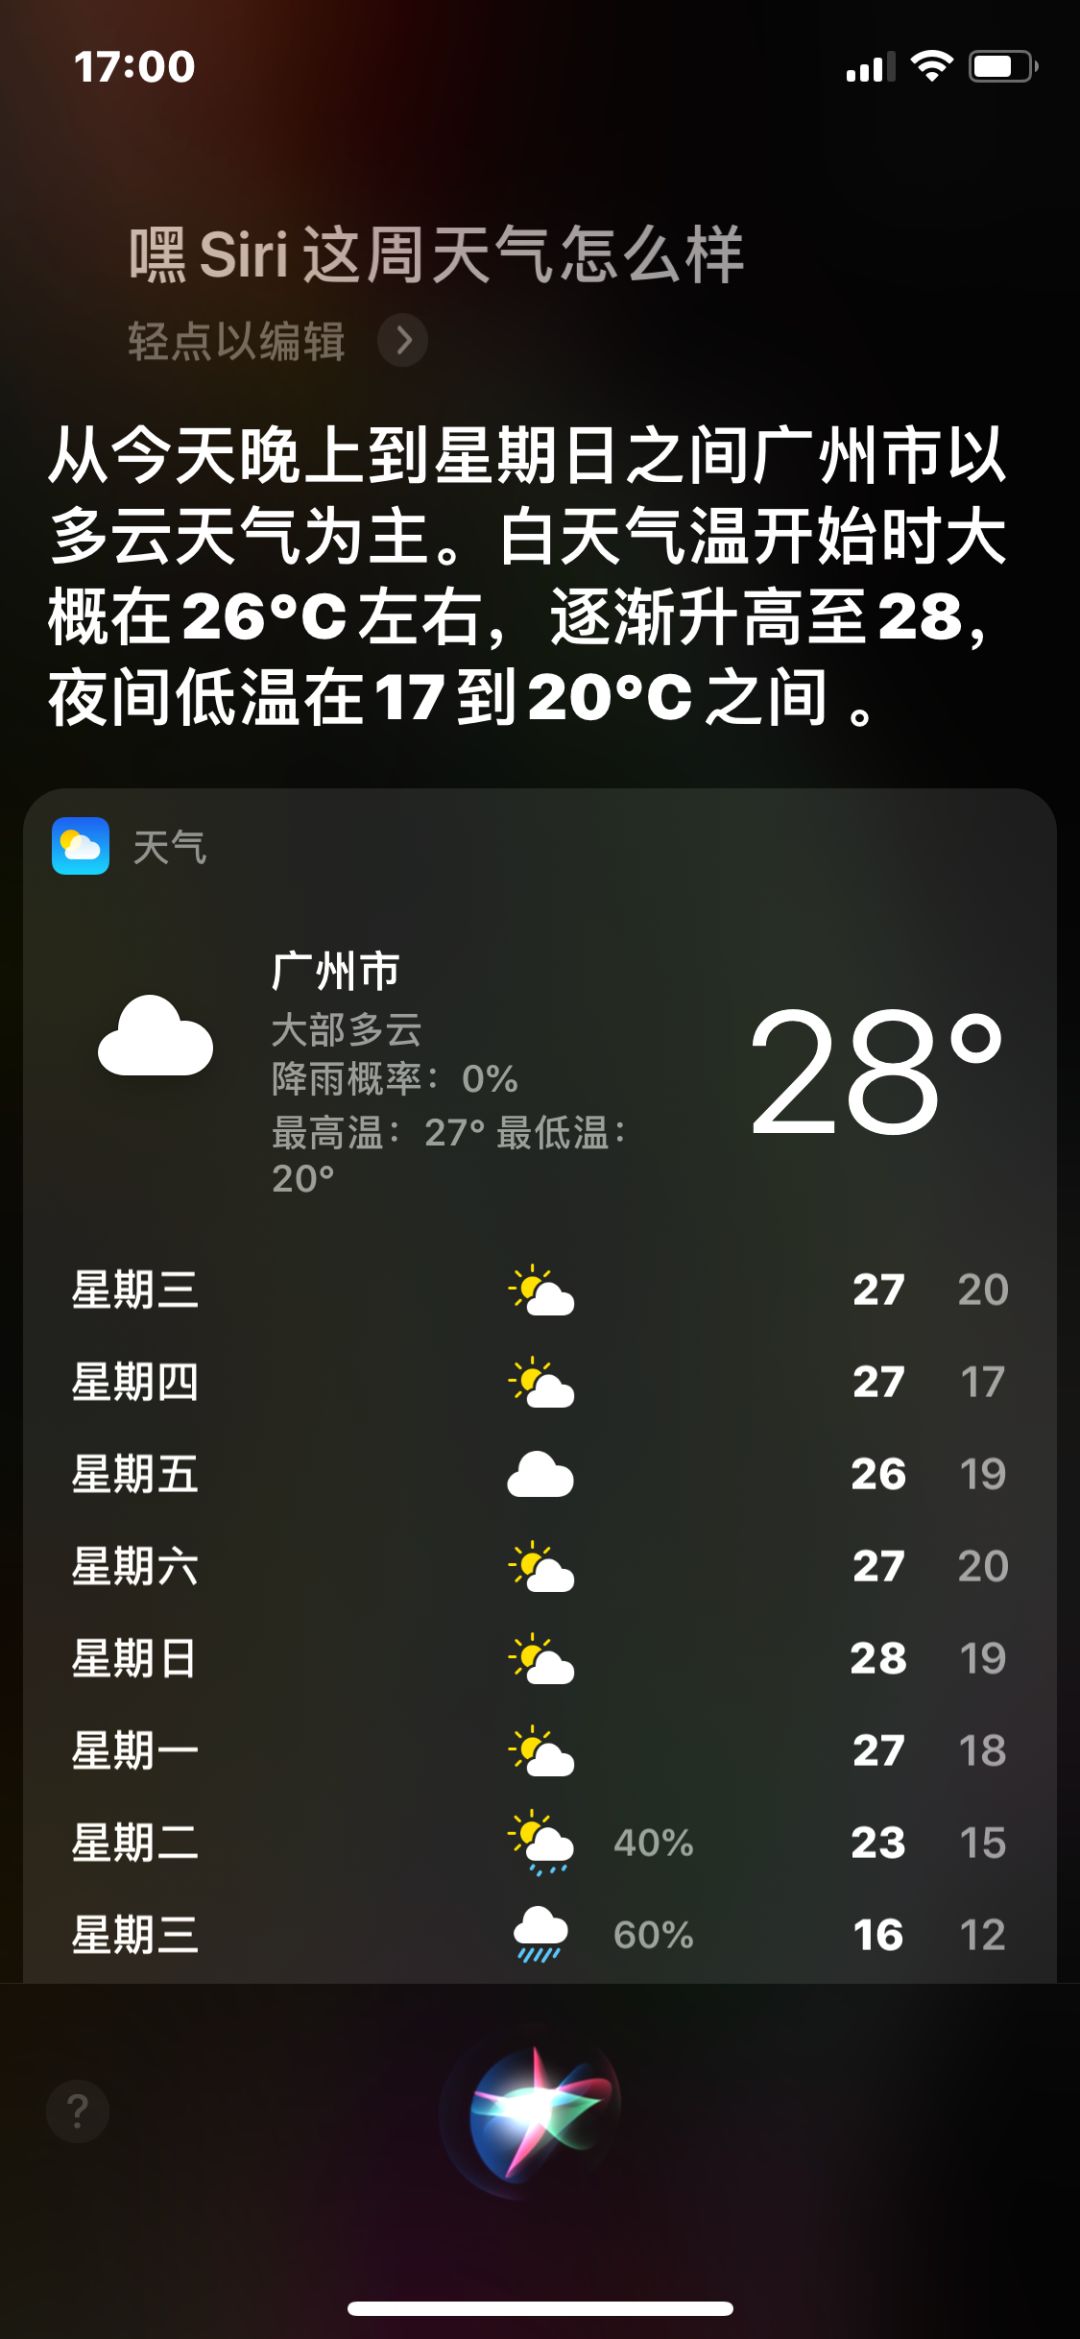 17:00
嘿 Siri 这周天气怎么样
轻点以编辑
从今天晚上到星期日之间广州市以
多云天气为主。白天气温开始时大
概在26°C左右，逐渐升高至28，
夜间低温在17到20°C之间 。
天气
广州市
大部多云
降雨概率：0%
最高温：27° 最低温：
20°
28°
星期三 27 20
星期四 27 17
星期五 26 19
星期六 27 20
星期日 28 19
星期一 27 18
星期二 40% 23 15
星期三 60% 16 12
?